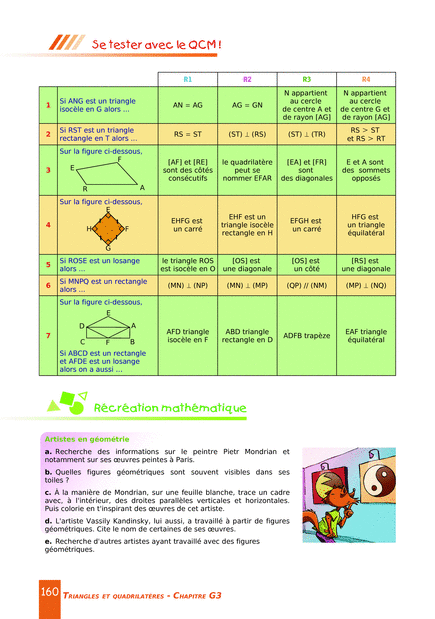 Se tester avec le QCM !
R1 R2 R3 R4
1
Si ANG est un triangle
isocèle en G alors ...
AN = AG
AG = GN
N appartient
au cercle
de centre A et
de rayon [AG]
N appartient
au cercle
de centre G et
de rayon [AG]
2
Si RST est un triangle
rectangle en T alors ...
RS = ST
(ST) ⊥ (RS)
(ST) ⊥ (TR)
RS > ST
et RS > RT
3
Sur la figure ci-dessous,
F
E
R
A
[AF] et [RE]
sont des côtés
consécutifs
le quadrilatère
peut se
nommer EFAR
[EA] et [FR]
sont
des diagonales
E et A sont
des sommets
opposés
4
Sur la figure ci-dessous,
E
H
F
G
EHFG est
un carré
EHF est un
triangle isocèle
rectangle en H
EFGH est
un carré
HFG est
un triangle
équilatéral
5
Si ROSE est un losange
alors ...
le triangle ROS
est isocèle en O
[OS] est
une diagonale
[OS] est
un côté
[RS] est
une diagonale
6
Si MNPQ est un rectangle
alors ...
(MN) ⊥ (NP)
(MN) ⊥ (MP)
(QP) // (NM)
(MP) ⊥ (NQ)
7
Sur la figure ci-dessous,
E
D
A
C
F
B
Si ABCD est un rectangle
et AFDE est un losange
alors on a aussi ...
AFD triangle
isocèle en F
ABD triangle
rectangle en D
ADFB trapèze
EAF triangle
équilatéral
Récréation mathématique
Artistes en géométrie
a. Recherche des informations sur le peintre Pietr Mondrian et
notamment sur ses œuvres peintes à Paris.
b. Quelles figures géométriques sont souvent visibles dans ses
toiles ?
c. À la manière de Mondrian, sur une feuille blanche, trace un cadre
avec, à l'intérieur, des droites parallèles verticales et horizontales.
Puis colorie en t'inspirant des œuvres de cet artiste.
d. L'artiste Vassily Kandinsky, lui aussi, a travaillé à partir de figures
géométriques. Cite le nom de certaines de ses œuvres.
e. Recherche d'autres artistes ayant travaillé avec des figures
géométriques.
160 Triangles et quadrilatères - Chapitre G3